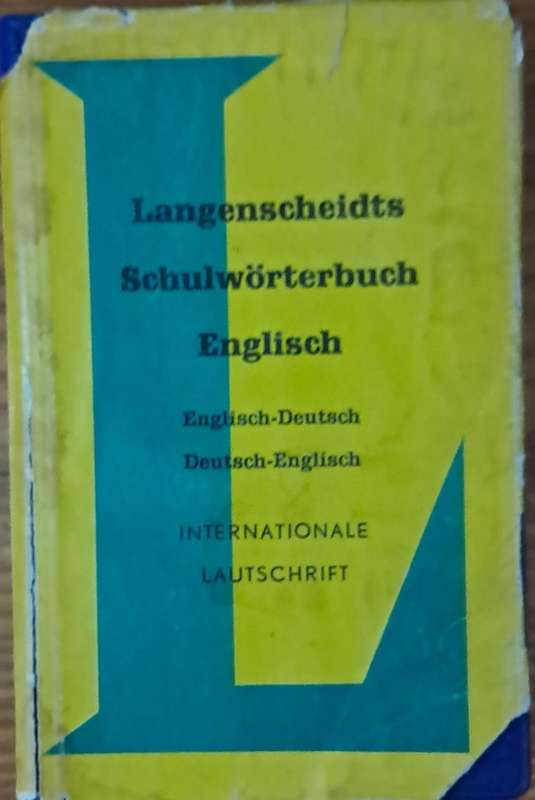 Langenscheidts
Schulwörterbuch
Englisch
Englisch-Deutsch
Deutsch-Englisch
INTERNATIONALE
LAUTSCHRIFT